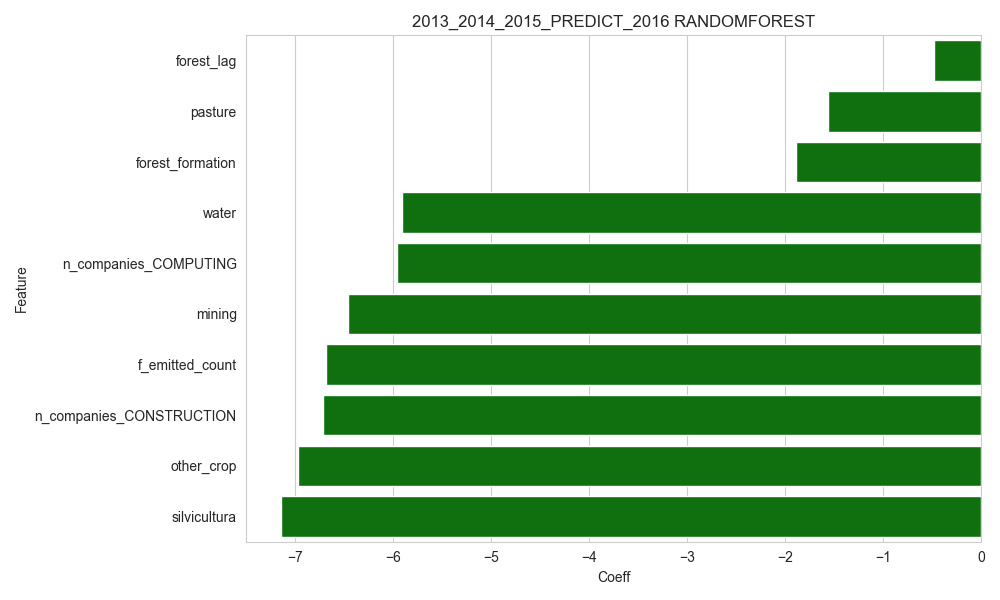 2013_2014_2015_PREDICT_2016 RANDOMFOREST
forest_lag
pasture
forest_formation
water
n_companies_COMPUTING
mining
f_emitted_count
n_companies_CONSTRUCTION
other_crop
silvicultura
Feature
−7 −6 −5 −4 −3 −2 −1 0
Coeff